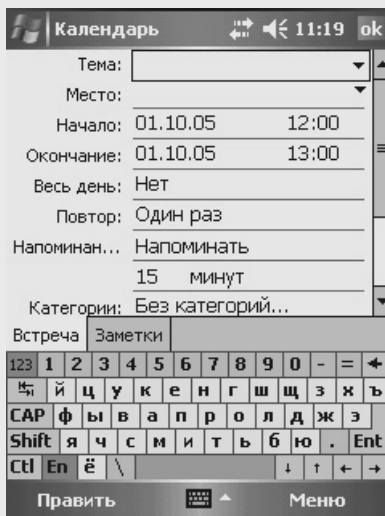 Календарь 11:19 ok
Тема:
Место:
Начало: 01.10.05 12:00
Окончание: 01.10.05 13:00
Весь день: Нет
Повтор: Один раз
Напоминан... Напоминать
15 минут
Категории: Без категорий...
Встреча Заметки
123 1 2 3 4 5 6 7 8 9 0 - =
й ц у к е н г ш щ з х ъ
CAP ф ы в а п р о л д ж э
Shift я ч с м и т ь б ю . Ent
Ctl En ё \ ↓ ↑ ← →
Править Меню